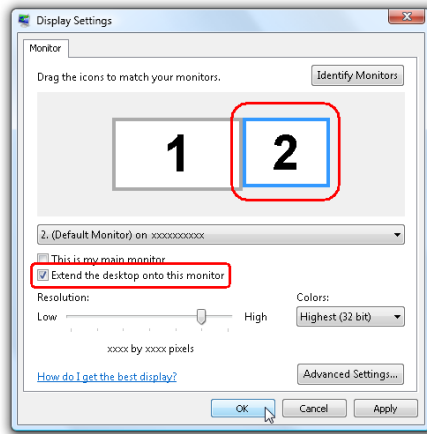 Display Settings
Monitor
Drag the icons to match your monitors.
Identify Monitors
1
2
2. (Default Monitor) on xxxxxxxxxx
This is my main monitor
Extend the desktop onto this monitor
Resolution:
Colors:
Low
High
Highest (32 bit)
xxxx by xxxx pixels
How do I get the best display?
Advanced Settings...
OK
Cancel
Apply